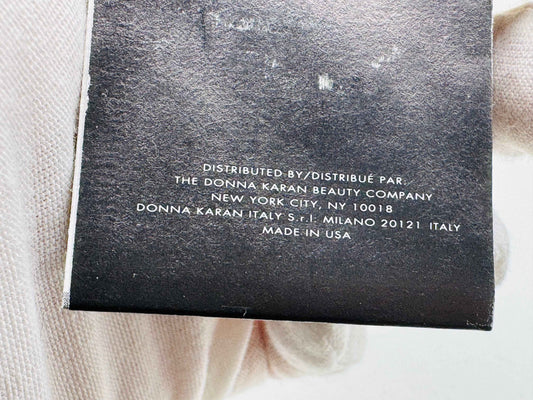 DISTRIBUTED BY/DISTRIBUÉ PAR:
THE DONNA KARAN BEAUTY COMPANY
NEW YORK CITY, NY 10018
DONNA KARAN ITALY S.r.l. MILANO 20121 ITALY
MADE IN USA